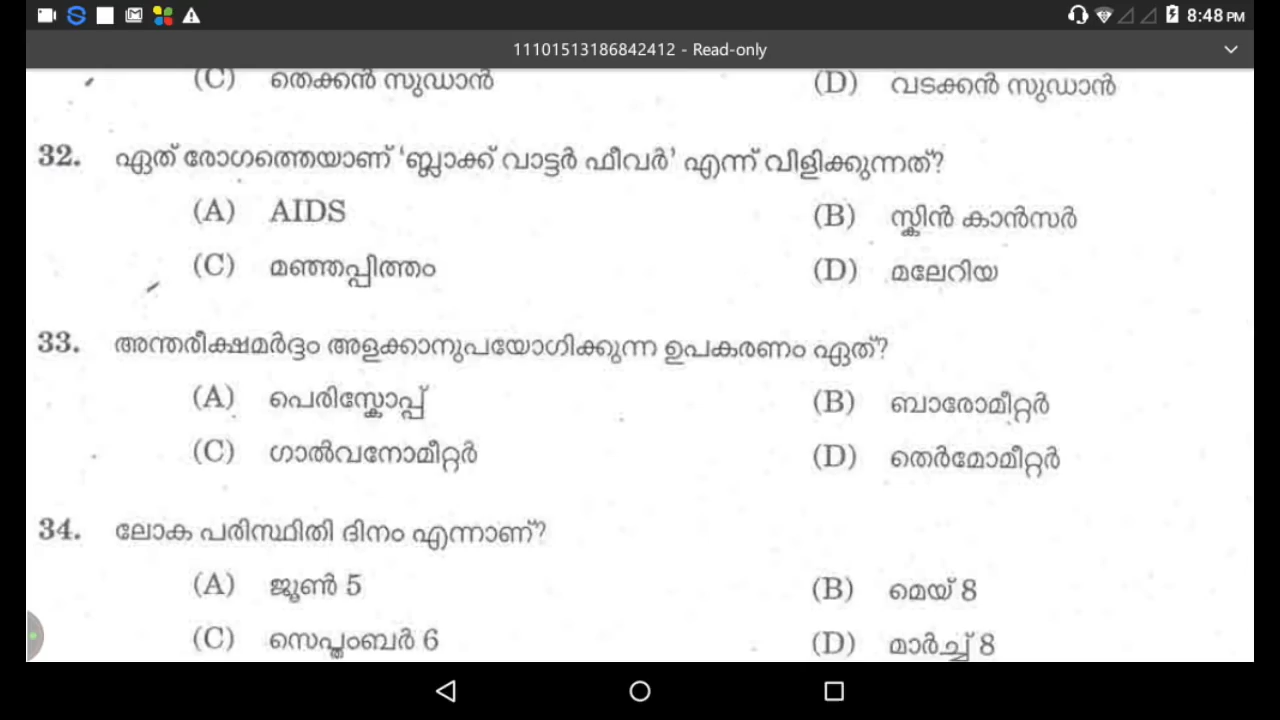 8:48 PM
11101513186842412 - Read-only
(C) തെക്കൻ സുഡാൻ (D) വടക്കൻ സുഡാൻ
32. ഏത് രോഗത്തെയാണ് ‘ബ്ലാക്ക് വാട്ടർ ഫീവർ’ എന്ന് വിളിക്കുന്നത്?
(A) AIDS (B) സ്കിൻ കാൻസർ
(C) മഞ്ഞപ്പിത്തം (D) മലേറിയ
33. അന്തരീക്ഷമർദ്ദം അളക്കാനുപയോഗിക്കുന്ന ഉപകരണം ഏത്?
(A) പെരിസ്കോപ്പ് (B) ബാരോമീറ്റർ
(C) ഗാൽവനോമീറ്റർ (D) തെർമോമീറ്റർ
34. ലോക പരിസ്ഥിതി ദിനം എന്നാണ്?
(A) ജൂൺ 5 (B) മെയ് 8
(C) സെപ്തംബർ 6 (D) മാർച്ച് 8